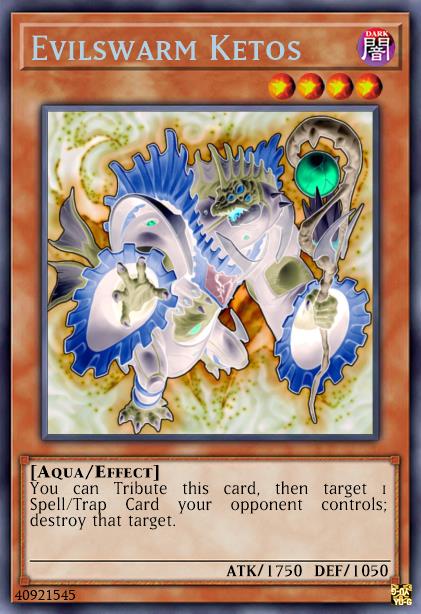 Evilswarm Ketos
DARK
闇
[Aqua/Effect]
You can Tribute this card, then target 1
Spell/Trap Card your opponent controls;
destroy that target.
ATK/1750 DEF/1050
40921545